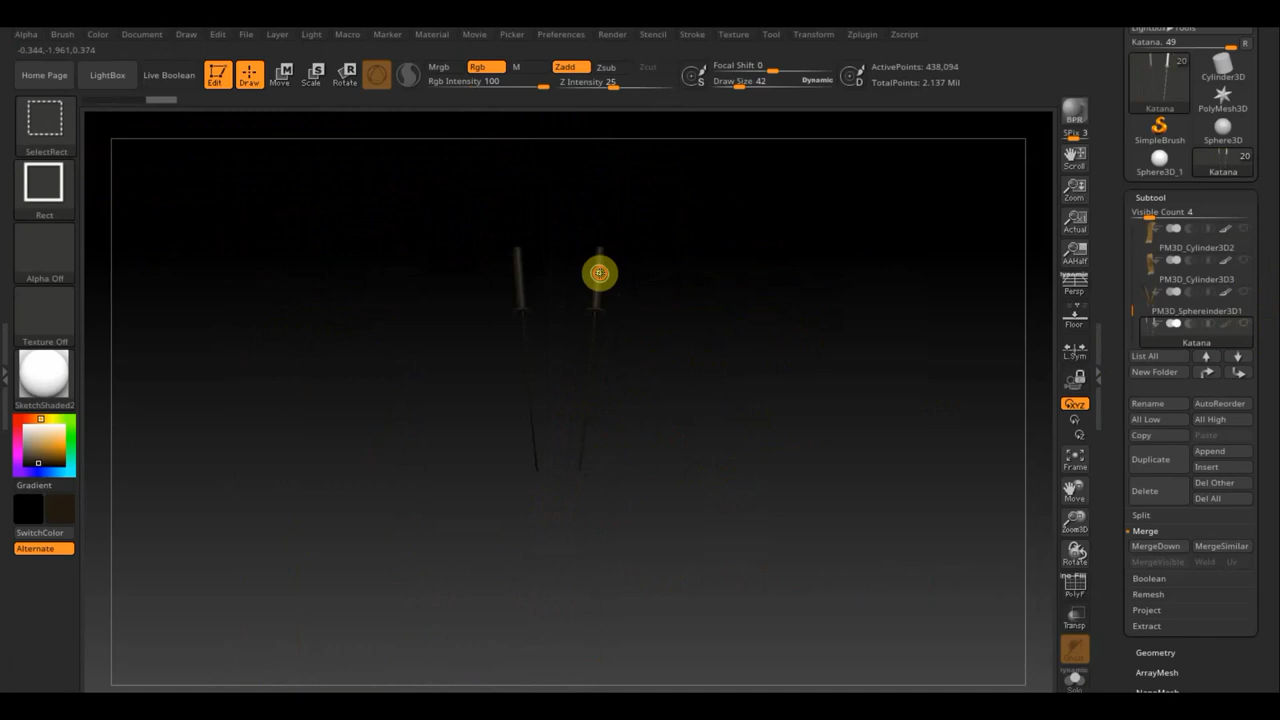 Alpha Brush Color Document Draw Edit File Layer Light Macro Marker Material Movie Picker Preferences Render Stencil Stroke Texture Tool Transform Zplugin Zscript
-0.344,-1.961,0.374
Home Page LightBox Live Boolean Edit Draw Move Scale Rotate
Mrgb Rgb M Zadd Zsub Zcut
Rgb Intensity 100 Z Intensity 25
Focal Shift 0
Draw Size 42 Dynamic
ActivePoints: 438,094
TotalPoints: 2.137 Mil
SelectRect
Rect
Alpha Off
Texture Off
SketchShaded2
Gradient
SwitchColor
Alternate
BPR
SPix 3
Scroll
Zoom
Actual
AAHalf
Dynamic
Persp
Floor
L.Sym
XYZ
Frame
Move
Zoom3D
Rotate
Line Fill
PolyF
Transp
Ghost
Dynamic
Solo
Katana. 49 R
20
Katana
Cylinder3D
PolyMesh3D
SimpleBrush
Sphere3D
Sphere3D_1
20
Katana
Subtool
Visible Count 4
PM3D_Cylinder3D2
PM3D_Cylinder3D3
PM3D_Sphereinder3D1
Katana
List All
New Folder
Rename AutoReorder
All Low All High
Copy Paste
Duplicate Append
Insert
Delete Del Other
Del All
Split
Merge
MergeDown MergeSimilar
MergeVisible Weld Uv
Boolean
Remesh
Project
Extract
Geometry
ArrayMesh